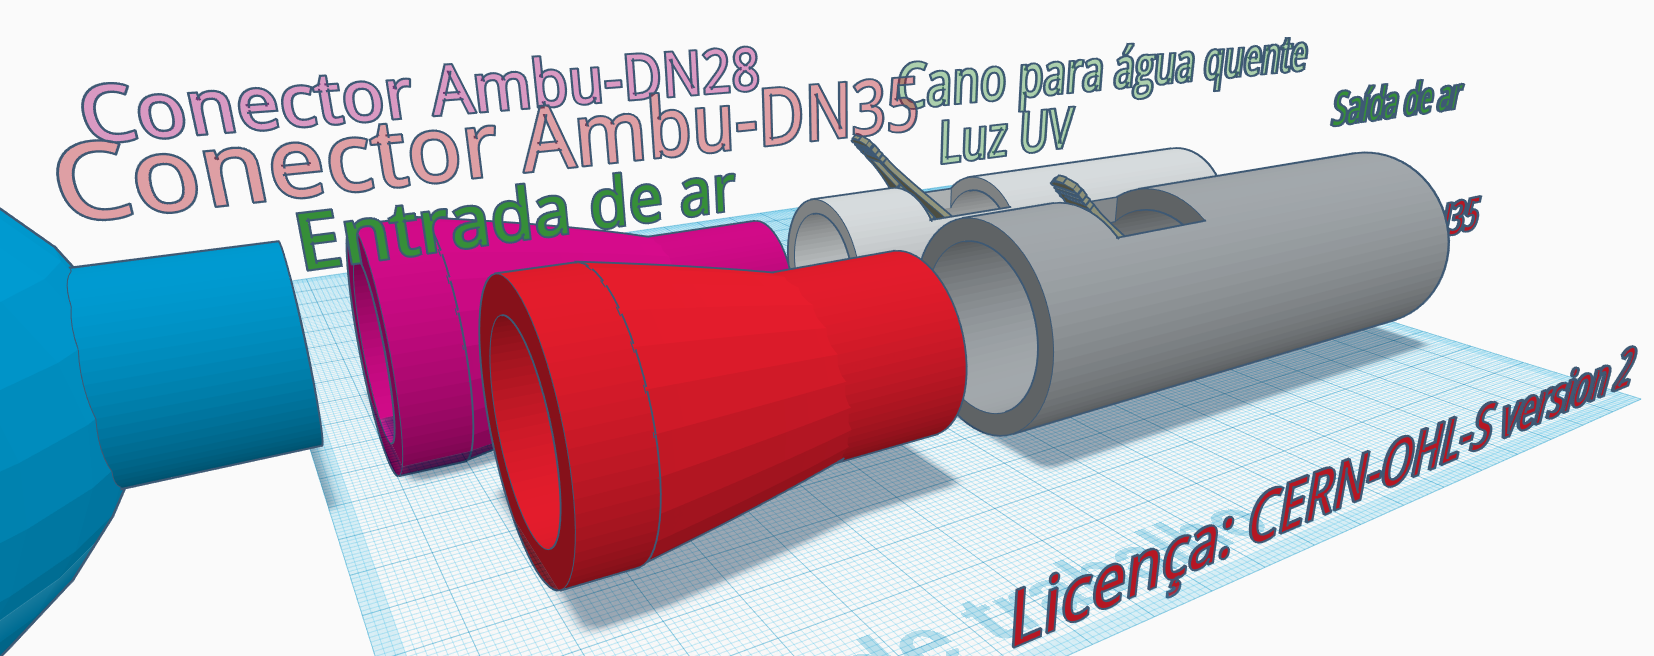 Conector Ambu-DN28
Conector Ambu-DN35
Entrada de ar
Cano para água quente
Luz UV
Saída de ar
Licença: CERN-OHL-S version 2